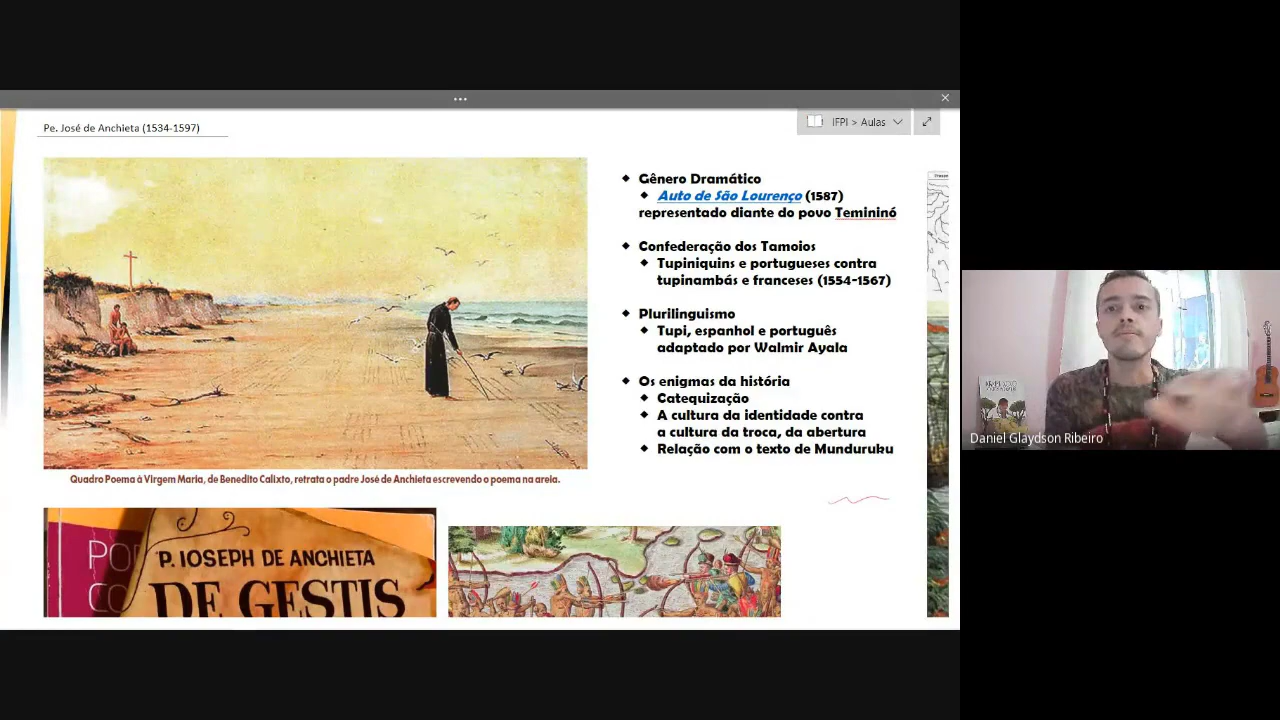 Pe. José de Anchieta (1534-1597)
IFPI > Aulas
Gênero Dramático
Auto de São Lourenço (1587)
representado diante do povo Temininó
Confederação dos Tamoios
Tupiniquins e portugueses contra
tupinambás e franceses (1554-1567)
Plurilinguismo
Tupi, espanhol e português
adaptado por Walmir Ayala
Os enigmas da história
Catequização
A cultura da identidade contra
a cultura da troca, da abertura
Relação com o texto de Munduruku
Quadro Poema à Virgem Maria, de Benedito Calixto, retrata o padre José de Anchieta escrevendo o poema na areia.
P. IOSEPH DE ANCHIETA
DE GESTIS
Daniel Glaydson Ribeiro